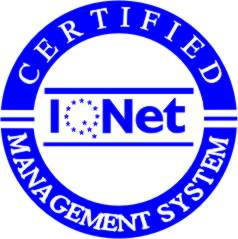 CERTIFIED
IQNet
MANAGEMENT SYSTEM